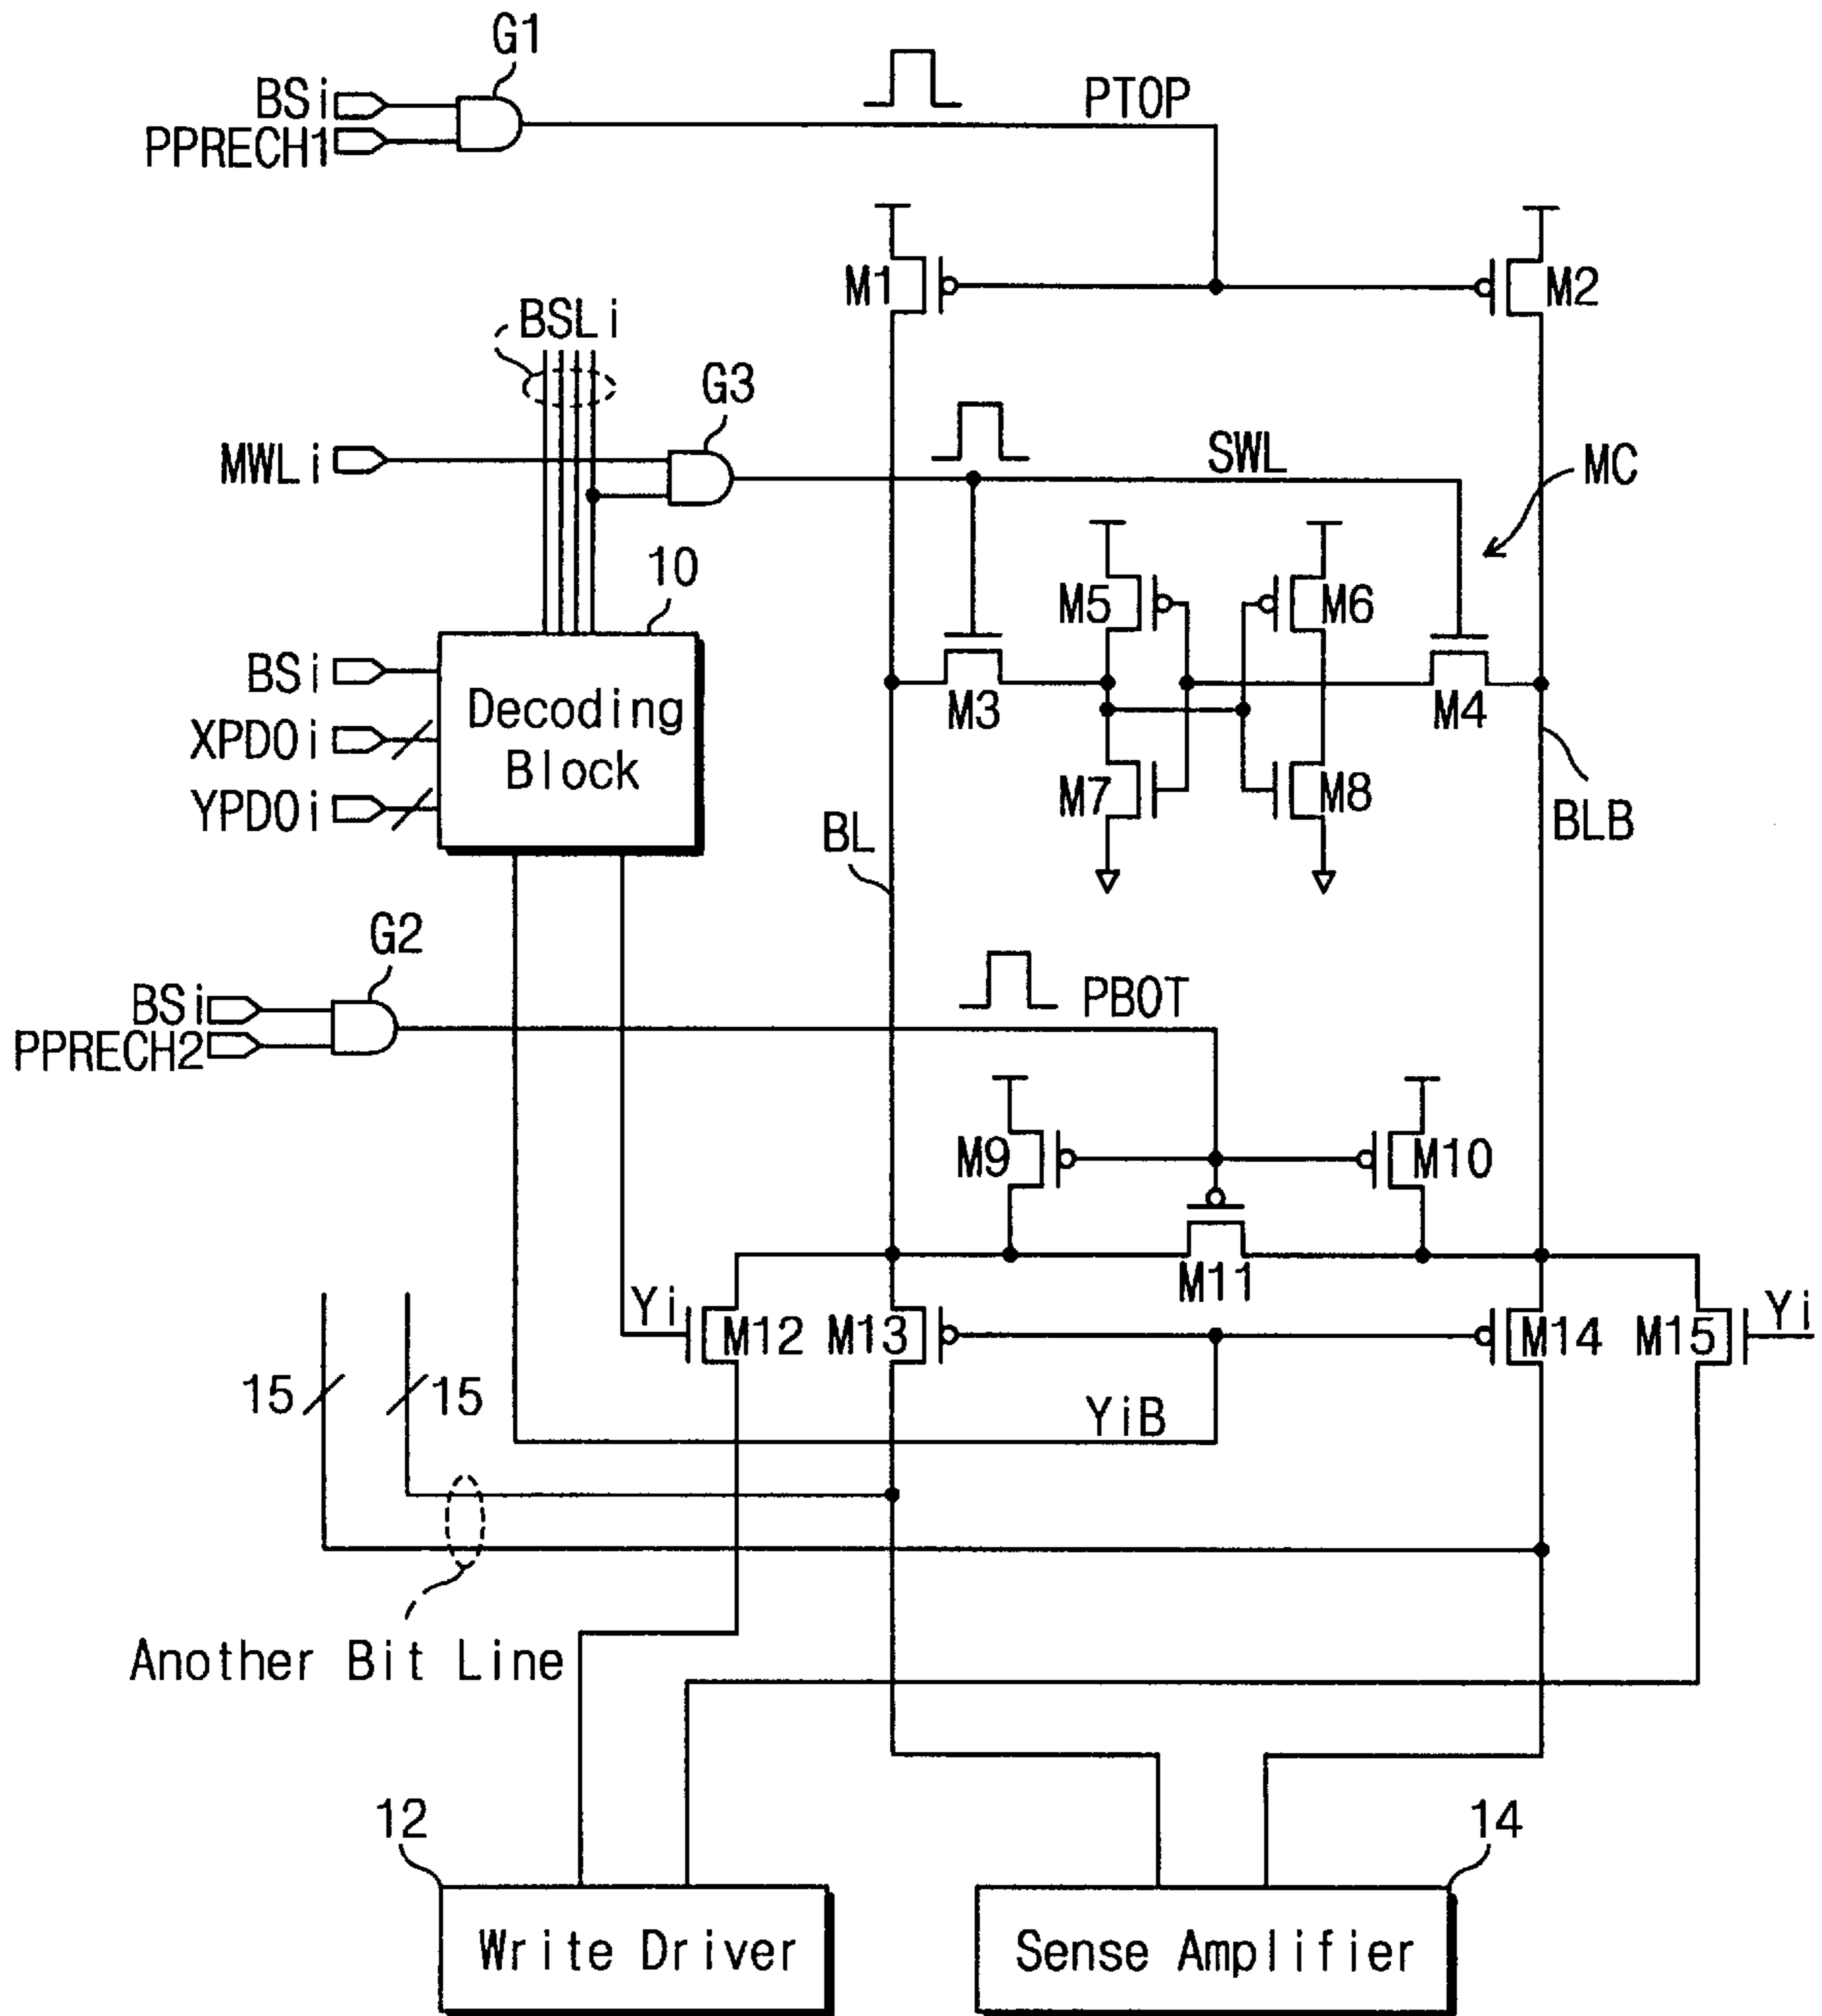 G1
BSi
PTOP
PPRECH1
M1
M2
BSLi
G3
MWLi
SWL
MC
10
M5
M6
BSi
Decoding
Block
M3
M4
XPD0i
YPD0i
M7
M8
BL
BLB
G2
BSi
PBOT
PPRECH2
M9
M10
M11
Yi
M12
M13
M14
M15
Yi
15
15
YiB
Another Bit Line
12
14
Write Driver
Sense Amplifier